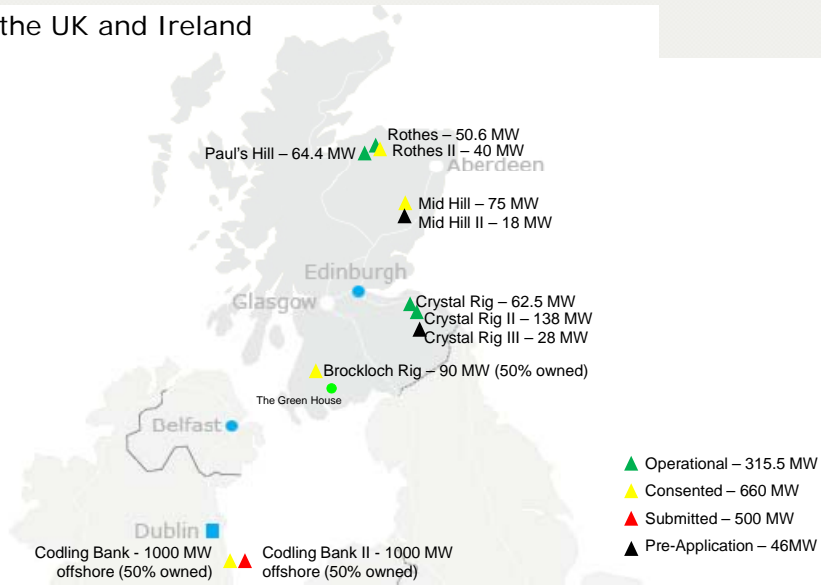 the UK and Ireland
Rothes – 50.6 MW
Paul's Hill – 64.4 MW
Rothes II – 40 MW
Aberdeen
Mid Hill – 75 MW
Mid Hill II – 18 MW
Edinburgh
Glasgow
Crystal Rig – 62.5 MW
Crystal Rig II – 138 MW
Crystal Rig III – 28 MW
Brockloch Rig – 90 MW (50% owned)
The Green House
Belfast
Operational – 315.5 MW
Consented – 660 MW
Submitted – 500 MW
Pre-Application – 46MW
Dublin
Codling Bank - 1000 MW
offshore (50% owned)
Codling Bank II - 1000 MW
offshore (50% owned)